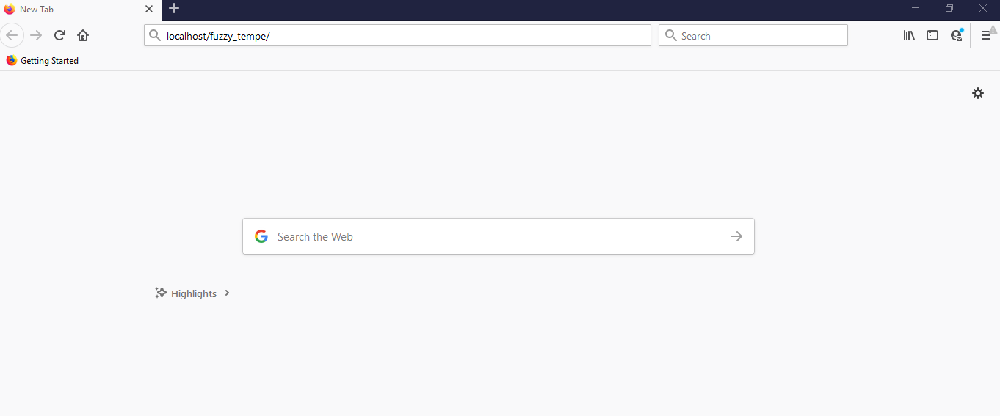 New Tab
localhost/fuzzy_tempe/
Search
Getting Started
Search the Web
Highlights